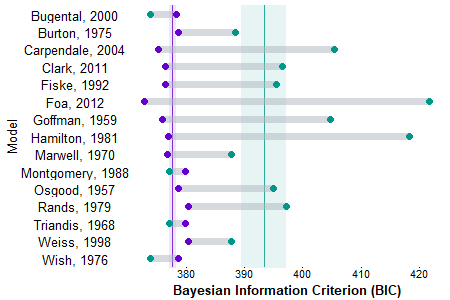 Bugental, 2000
Burton, 1975
Carpendale, 2004
Clark, 2011
Fiske, 1992
Foa, 2012
Goffman, 1959
Hamilton, 1981
Marwell, 1970
Montgomery, 1988
Osgood, 1957
Rands, 1979
Triandis, 1968
Weiss, 1998
Wish, 1976
Model
380 390 400 410 420
Bayesian Information Criterion (BIC)